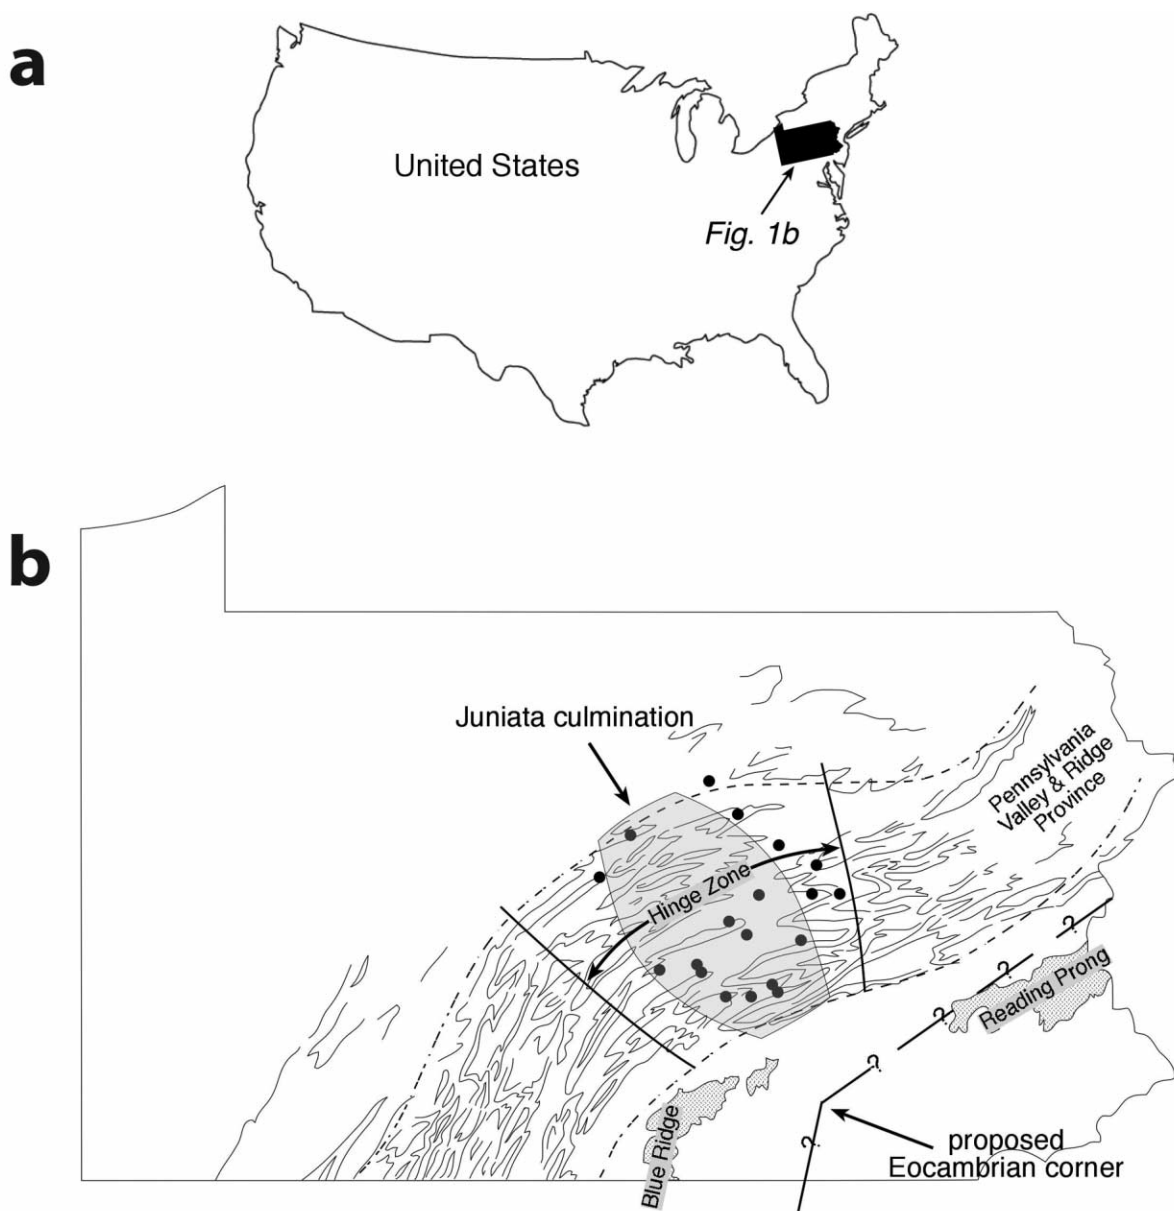 a
United States
Fig. 1b
b
Juniata culmination
Pennsylvania
Valley & Ridge
Province
Hinge Zone
?
?
Reading Prong
?
?
?
Blue Ridge
proposed
Eocambrian corner